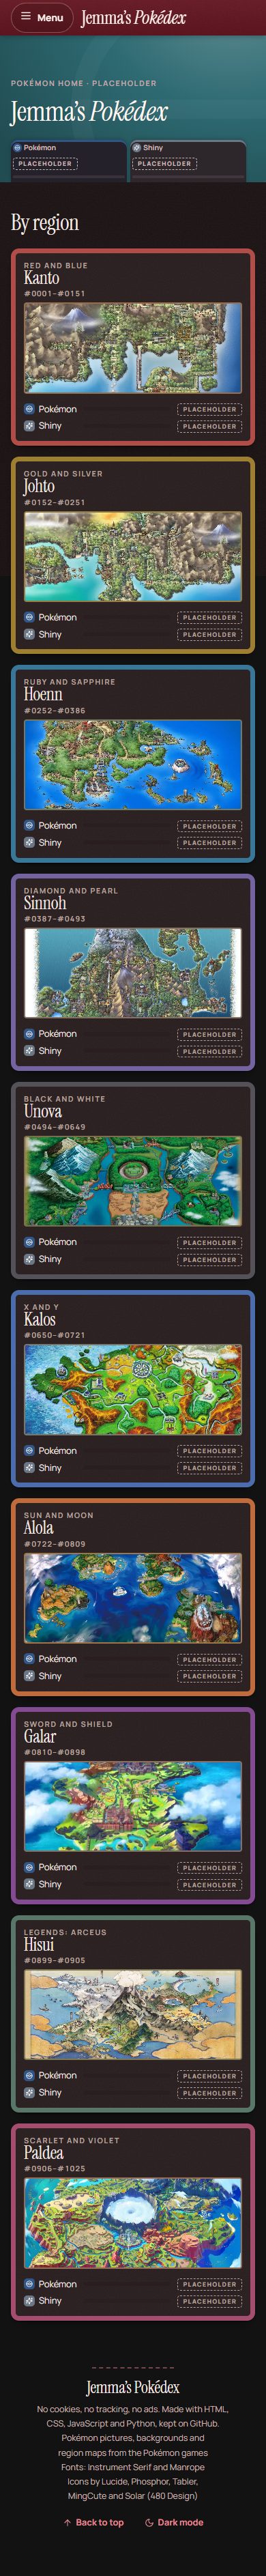 Menu
Jemma's Pokédex
POKÉMON HOME · PLACEHOLDER
Jemma's Pokédex
Pokémon
PLACEHOLDER
Shiny
PLACEHOLDER
By region
RED AND BLUE
Kanto
#0001–#0151
Pokémon PLACEHOLDER
Shiny PLACEHOLDER
GOLD AND SILVER
Johto
#0152–#0251
Pokémon PLACEHOLDER
Shiny PLACEHOLDER
RUBY AND SAPPHIRE
Hoenn
#0252–#0386
Pokémon PLACEHOLDER
Shiny PLACEHOLDER
DIAMOND AND PEARL
Sinnoh
#0387–#0493
Pokémon PLACEHOLDER
Shiny PLACEHOLDER
BLACK AND WHITE
Unova
#0494–#0649
Pokémon PLACEHOLDER
Shiny PLACEHOLDER
X AND Y
Kalos
#0650–#0721
Pokémon PLACEHOLDER
Shiny PLACEHOLDER
SUN AND MOON
Alola
#0722–#0809
Pokémon PLACEHOLDER
Shiny PLACEHOLDER
SWORD AND SHIELD
Galar
#0810–#0898
Pokémon PLACEHOLDER
Shiny PLACEHOLDER
LEGENDS: ARCEUS
Hisui
#0899–#0905
Pokémon PLACEHOLDER
Shiny PLACEHOLDER
SCARLET AND VIOLET
Paldea
#0906–#1025
Pokémon PLACEHOLDER
Shiny PLACEHOLDER
Jemma's Pokédex
No cookies, no tracking, no ads. Made with HTML,
CSS, JavaScript and Python, kept on GitHub.
Pokémon pictures, backgrounds and
region maps from the Pokémon games
Fonts: Instrument Serif and Manrope
Icons by Lucide, Phosphor, Tabler,
MingCute and Solar (480 Design)
Back to top
Dark mode